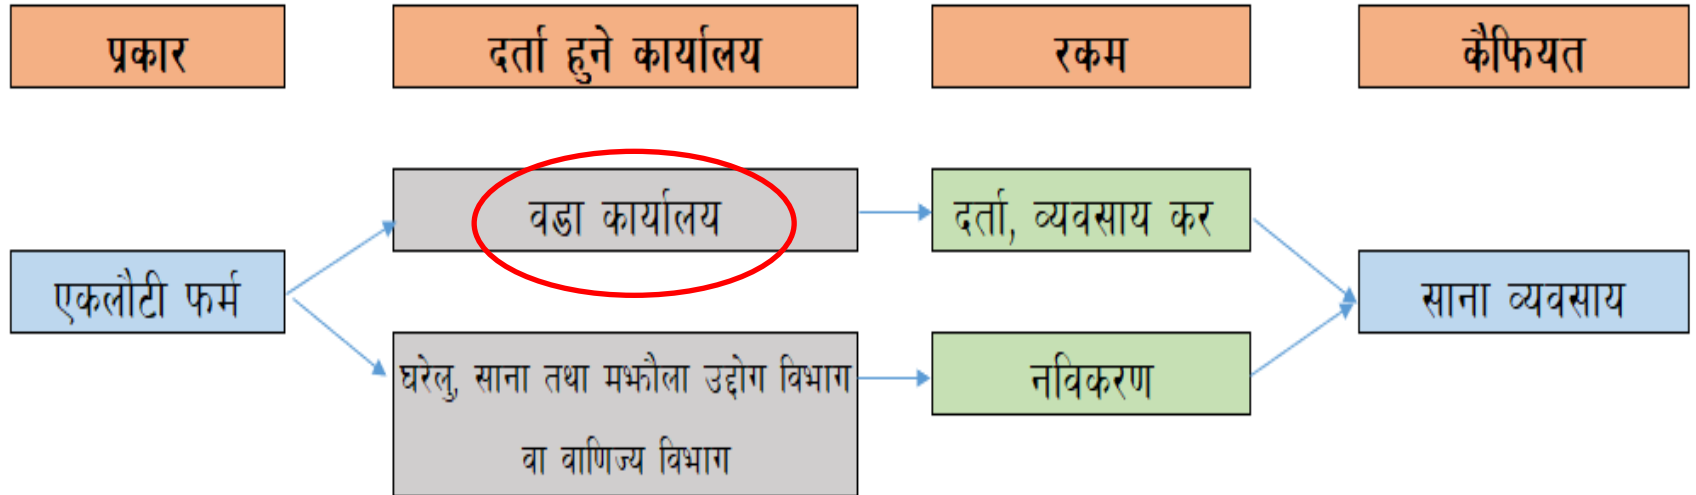 प्रकार
दर्ता हुने कार्यालय
रकम
कैफियत
वडा कार्यालय
दर्ता, व्यवसाय कर
एकलौटी फर्म
साना व्यवसाय
घरेलु, साना तथा मझौला उद्दोग विभाग
वा वाणिज्य विभाग
नविकरण